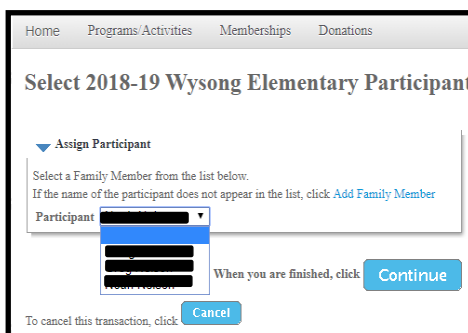 Home Programs/Activities Memberships Donations
Select 2018-19 Wysong Elementary Participant
Assign Participant
Select a Family Member from the list below.
If the name of the participant does not appear in the list, click Add Family Member
Participant
When you are finished, click Continue
To cancel this transaction, click Cancel